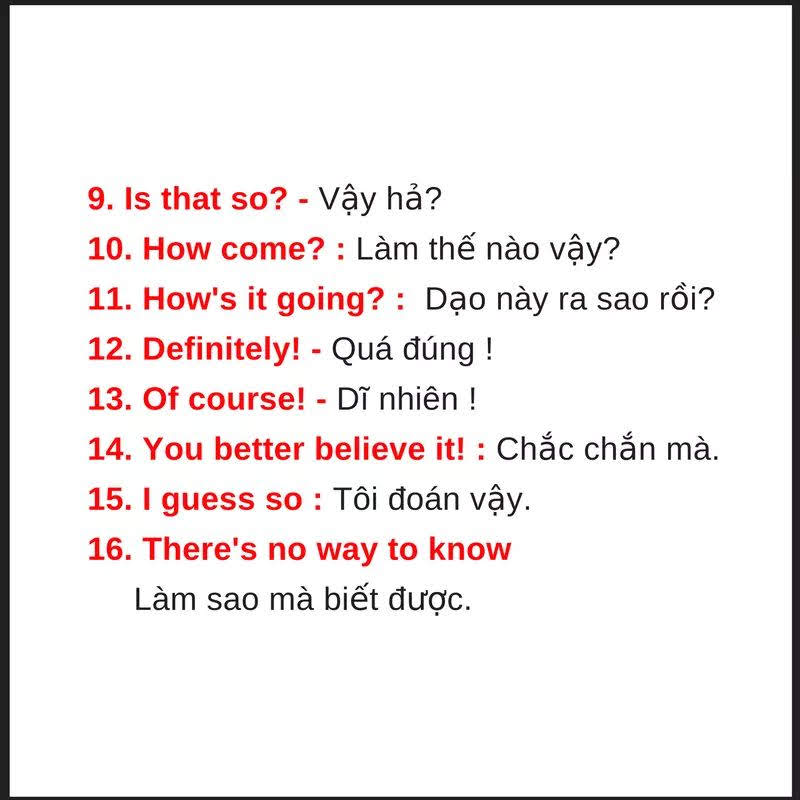 9. Is that so? - Vậy hả?
10. How come? : Làm thế nào vậy?
11. How's it going? :  Dạo này ra sao rồi?
12. Definitely! - Quá đúng !
13. Of course! - Dĩ nhiên !
14. You better believe it! : Chắc chắn mà.
15. I guess so : Tôi đoán vậy.
16. There's no way to know
Làm sao mà biết được.